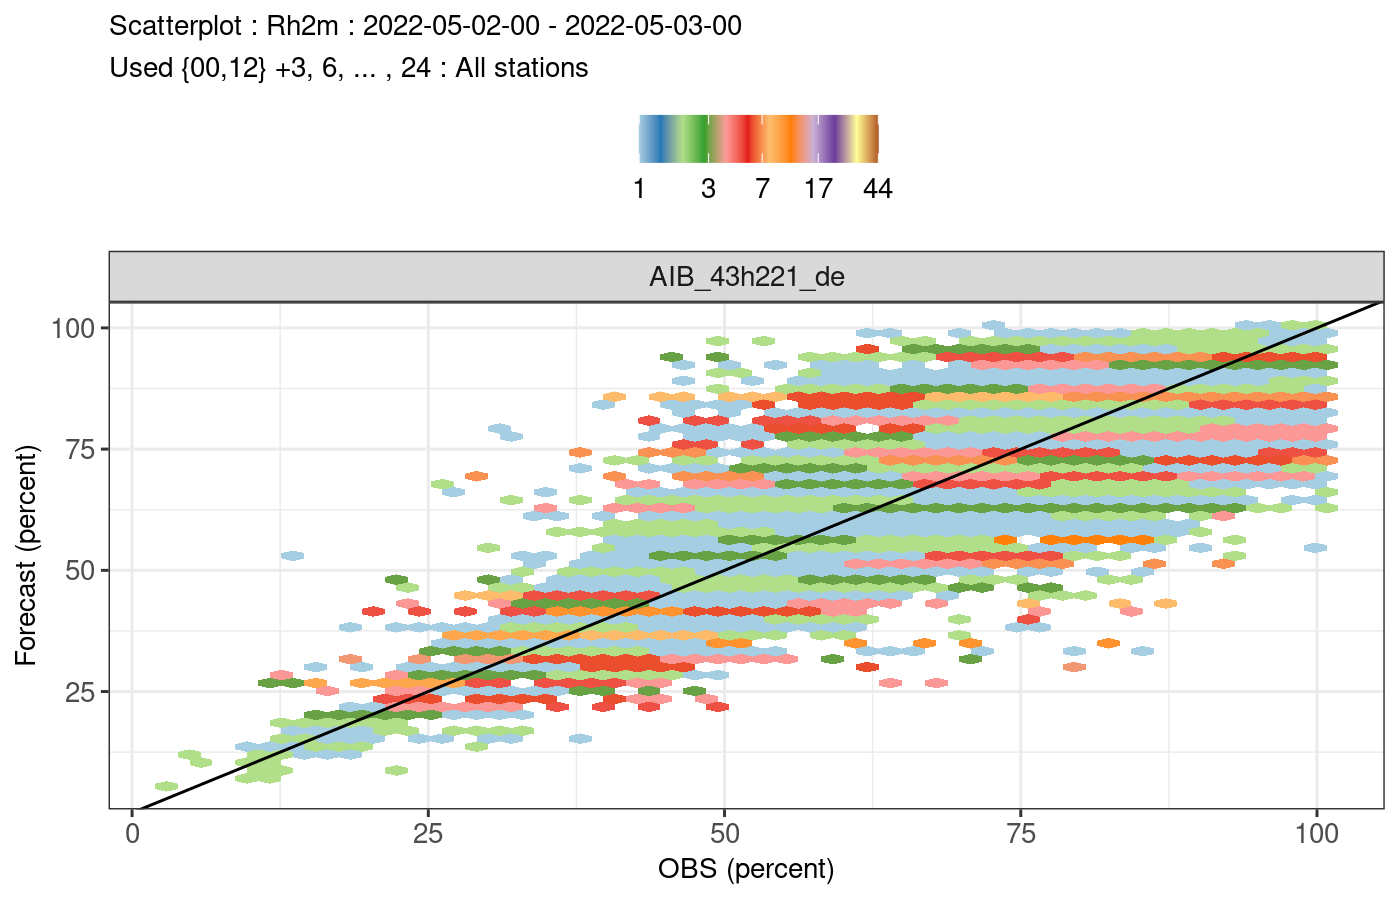 Scatterplot : Rh2m : 2022-05-02-00 - 2022-05-03-00
Used {00,12} +3, 6, ... , 24 : All stations
1 3 7 17 44
AIB_43h221_de
Forecast (percent)
100
75
50
25
0 25 50 75 100
OBS (percent)